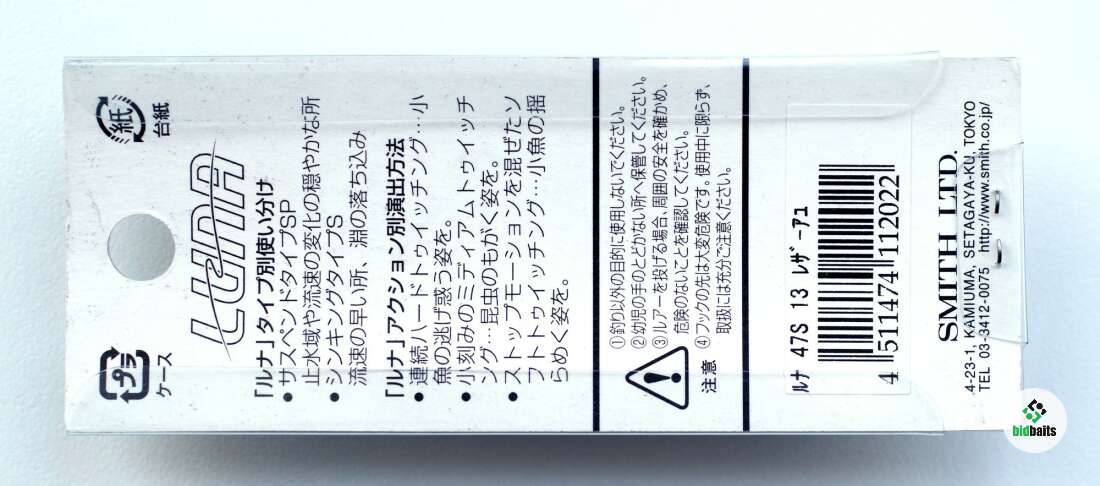 プラ
ケース
紙
台紙
LUNA
「ルナ」タイプ別使い分け
●サスペンドタイプSP
止水域や流速の変化の穏やかな所
●シンキングタイプS
流速の早い所、淵の落ち込み
「ルナ」アクション別演出方法
●連続ハードトゥイッチング…小
魚の逃げ惑う姿を。
●小刻みのミディアムトゥイッチ
ング…昆虫のもがく姿を。
●ストップモーションを混ぜたソ
フトトゥイッチング…小魚の揺
らめく姿を。
注意
①釣り以外の目的に使用しないでください。
②幼児の手のとどかない所へ保管してください。
③ルアーを投げる場合、周囲の安全を確かめ、
危険のないことを確認してください。
④フックの先は大変危険です。使用中に限らず、
取扱には充分ご注意ください。
ルナ 47S 13 レザーアユ
4 511474 112022
SMITH LTD.
4-23-1, KAMIUMA, SETAGAYA-KU, TOKYO
TEL 03-3412-0075 http://www.smith.co.jp/
bidbaits